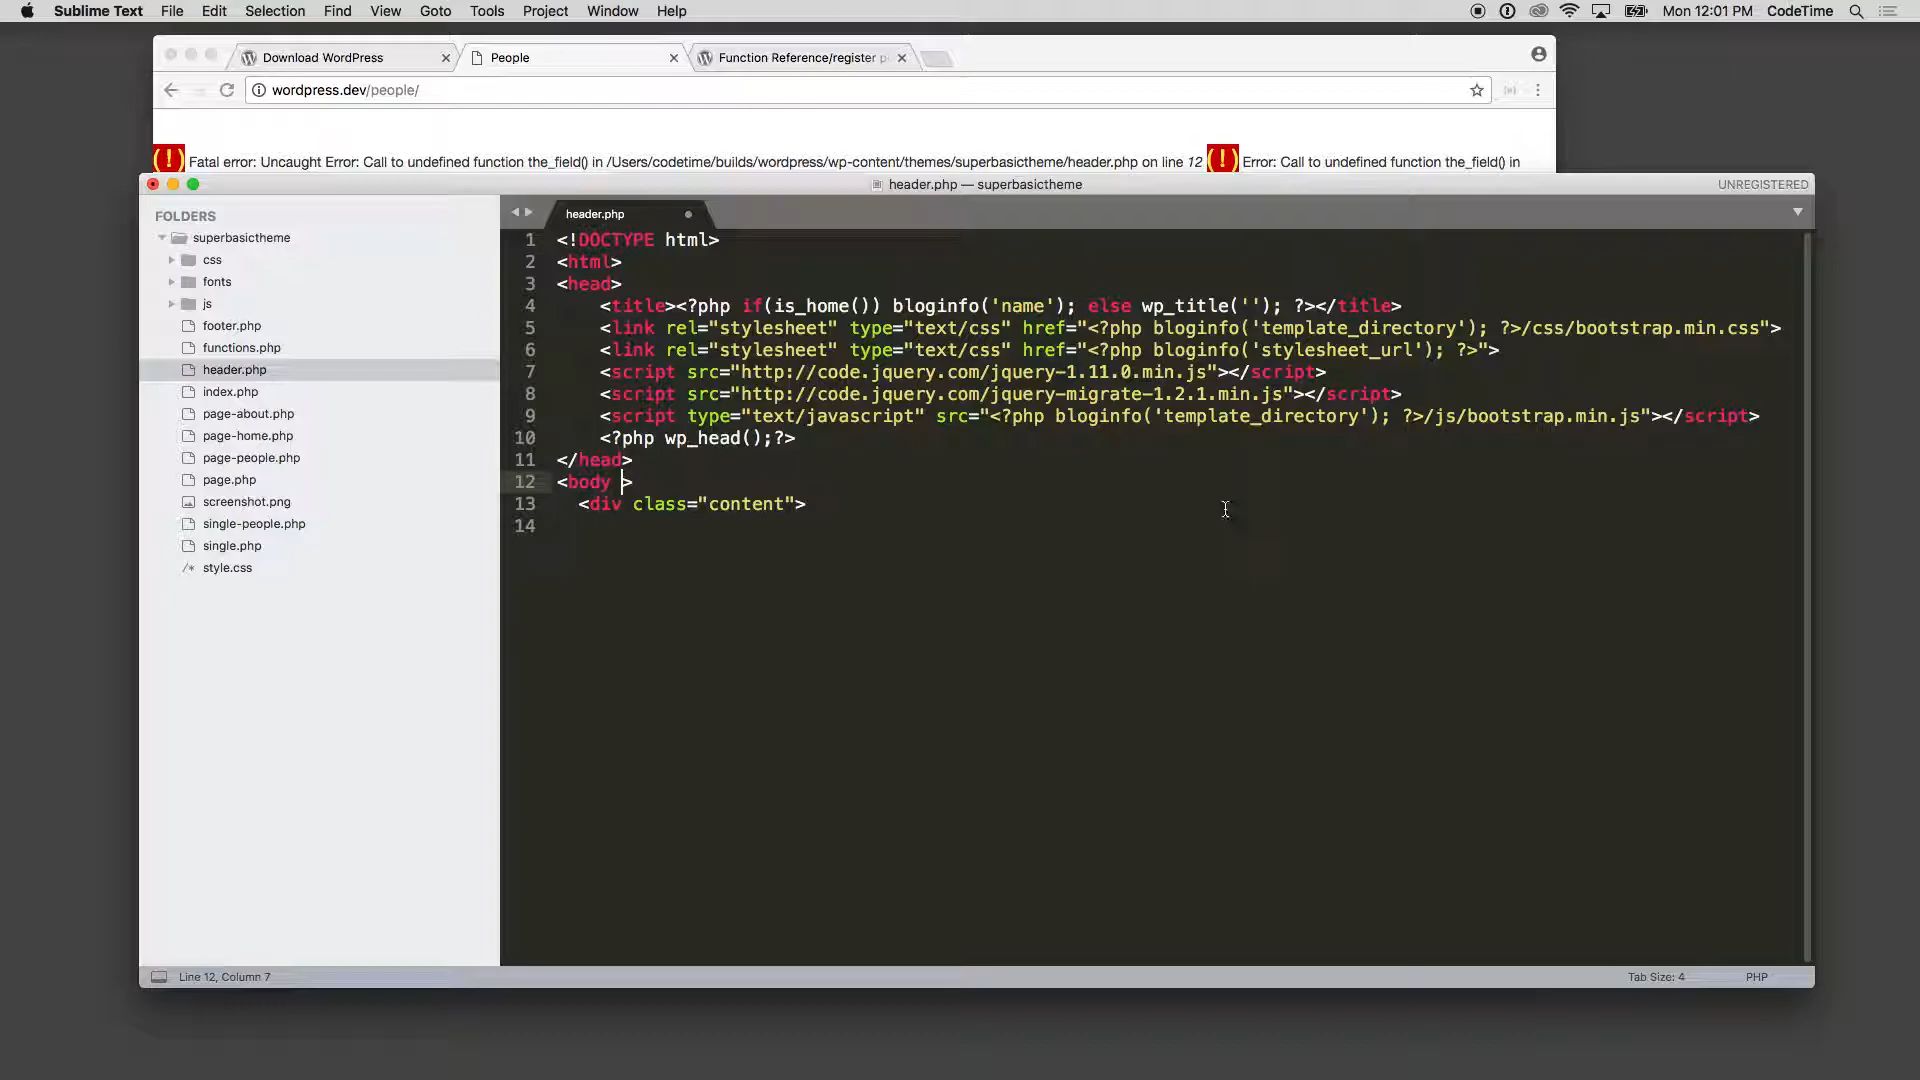 Sublime Text File Edit Selection Find View Goto Tools Project Window Help Mon 12:01 PM CodeTime
Download WordPress People Function Reference/register p
wordpress.dev/people/
(!) Fatal error: Uncaught Error: Call to undefined function the_field() in /Users/codetime/builds/wordpress/wp-content/themes/superbasictheme/header.php on line 12 (!) Error: Call to undefined function the_field() in
header.php — superbasictheme UNREGISTERED
FOLDERS
superbasictheme
css
fonts
js
footer.php
functions.php
header.php
index.php
page-about.php
page-home.php
page-people.php
page.php
screenshot.png
single-people.php
single.php
/* style.css
header.php
1 <!DOCTYPE html>
2 <html>
3 <head>
4 <title><?php if(is_home()) bloginfo('name'); else wp_title(''); ?></title>
5 <link rel="stylesheet" type="text/css" href="<?php bloginfo('template_directory'); ?>/css/bootstrap.min.css">
6 <link rel="stylesheet" type="text/css" href="<?php bloginfo('stylesheet_url'); ?>">
7 <script src="http://code.jquery.com/jquery-1.11.0.min.js"></script>
8 <script src="http://code.jquery.com/jquery-migrate-1.2.1.min.js"></script>
9 <script type="text/javascript" src="<?php bloginfo('template_directory'); ?>/js/bootstrap.min.js"></script>
10 <?php wp_head();?>
11 </head>
12 <body >
13 <div class="content">
14
Line 12, Column 7 Tab Size: 4 PHP